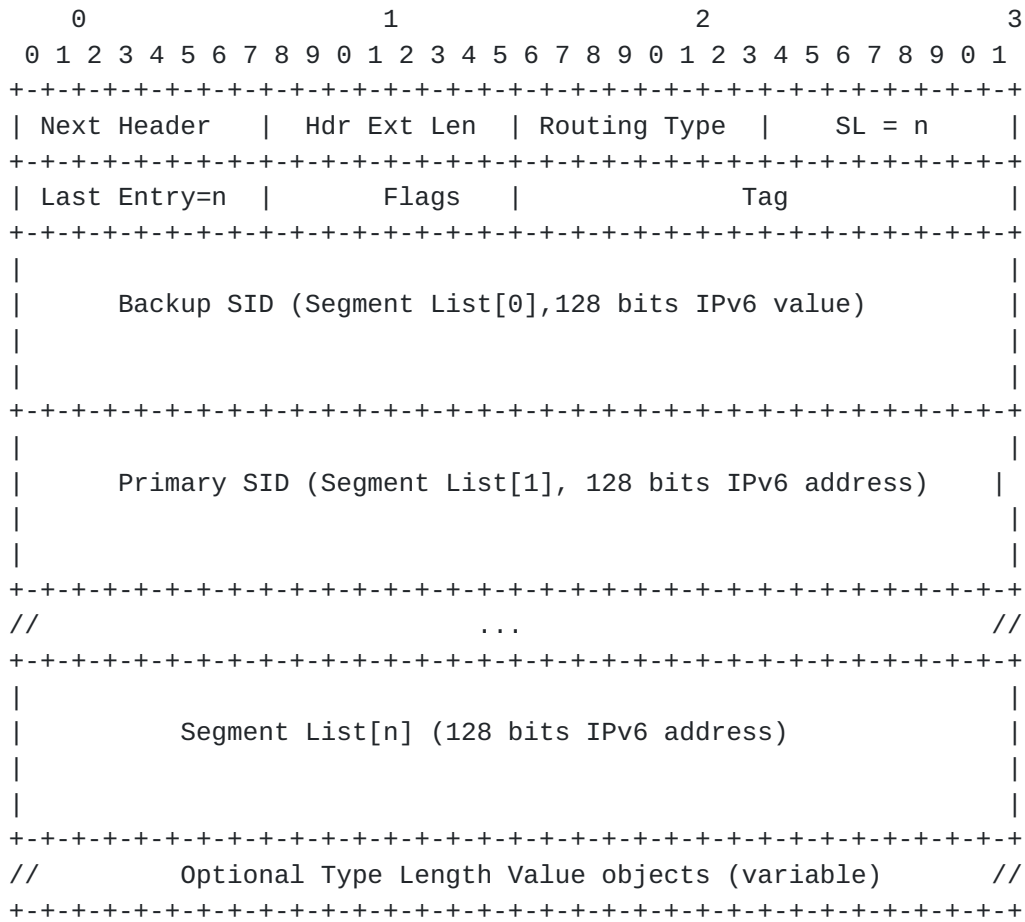 0 1 2 3
0 1 2 3 4 5 6 7 8 9 0 1 2 3 4 5 6 7 8 9 0 1 2 3 4 5 6 7 8 9 0 1
+-+-+-+-+-+-+-+-+-+-+-+-+-+-+-+-+-+-+-+-+-+-+-+-+-+-+-+-+-+-+-+-+
| Next Header | Hdr Ext Len | Routing Type | SL = n |
+-+-+-+-+-+-+-+-+-+-+-+-+-+-+-+-+-+-+-+-+-+-+-+-+-+-+-+-+-+-+-+-+
| Last Entry=n | Flags | Tag |
+-+-+-+-+-+-+-+-+-+-+-+-+-+-+-+-+-+-+-+-+-+-+-+-+-+-+-+-+-+-+-+-+
| |
| Backup SID (Segment List[0],128 bits IPv6 value) |
| |
| |
+-+-+-+-+-+-+-+-+-+-+-+-+-+-+-+-+-+-+-+-+-+-+-+-+-+-+-+-+-+-+-+-+
| |
| Primary SID (Segment List[1], 128 bits IPv6 address) |
| |
| |
+-+-+-+-+-+-+-+-+-+-+-+-+-+-+-+-+-+-+-+-+-+-+-+-+-+-+-+-+-+-+-+-+
// ... //
+-+-+-+-+-+-+-+-+-+-+-+-+-+-+-+-+-+-+-+-+-+-+-+-+-+-+-+-+-+-+-+-+
| |
| Segment List[n] (128 bits IPv6 address) |
| |
| |
+-+-+-+-+-+-+-+-+-+-+-+-+-+-+-+-+-+-+-+-+-+-+-+-+-+-+-+-+-+-+-+-+
// Optional Type Length Value objects (variable) //
+-+-+-+-+-+-+-+-+-+-+-+-+-+-+-+-+-+-+-+-+-+-+-+-+-+-+-+-+-+-+-+-+